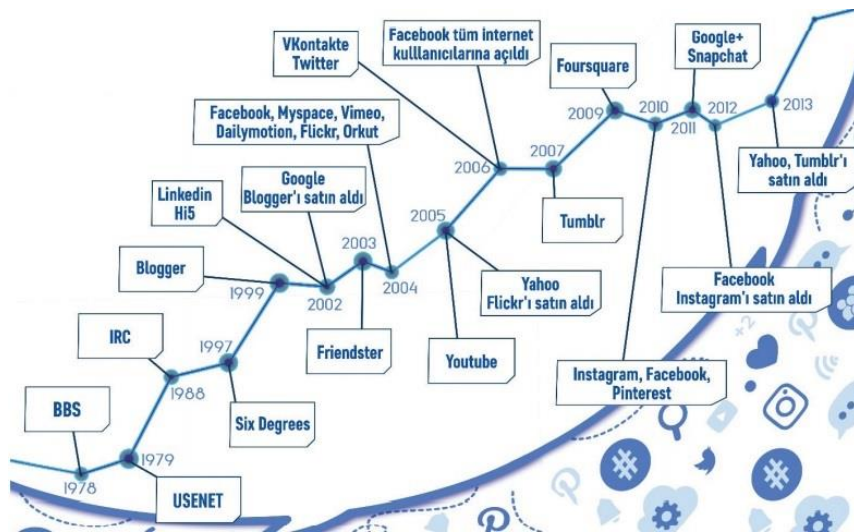 VKontakte
Twitter
Facebook tüm internet
kulllanıcılarına açıldı
Google+
Snapchat
Foursquare
Facebook, Myspace, Vimeo,
Dailymotion, Flickr, Orkut
2009
2010
2011
2012
2013
Linkedin
Hi5
Google
Blogger'ı satın aldı
2006
2007
Yahoo, Tumblr'ı
satın aldı
Blogger
2005
Tumblr
2003
1999
2002
2004
Yahoo
Flickr'ı satın aldı
Facebook
Instagram'ı satın aldı
IRC
1997
Friendster
Youtube
Instagram, Facebook,
Pinterest
+2
1988
BBS
Six Degrees
1979
1978
USENET